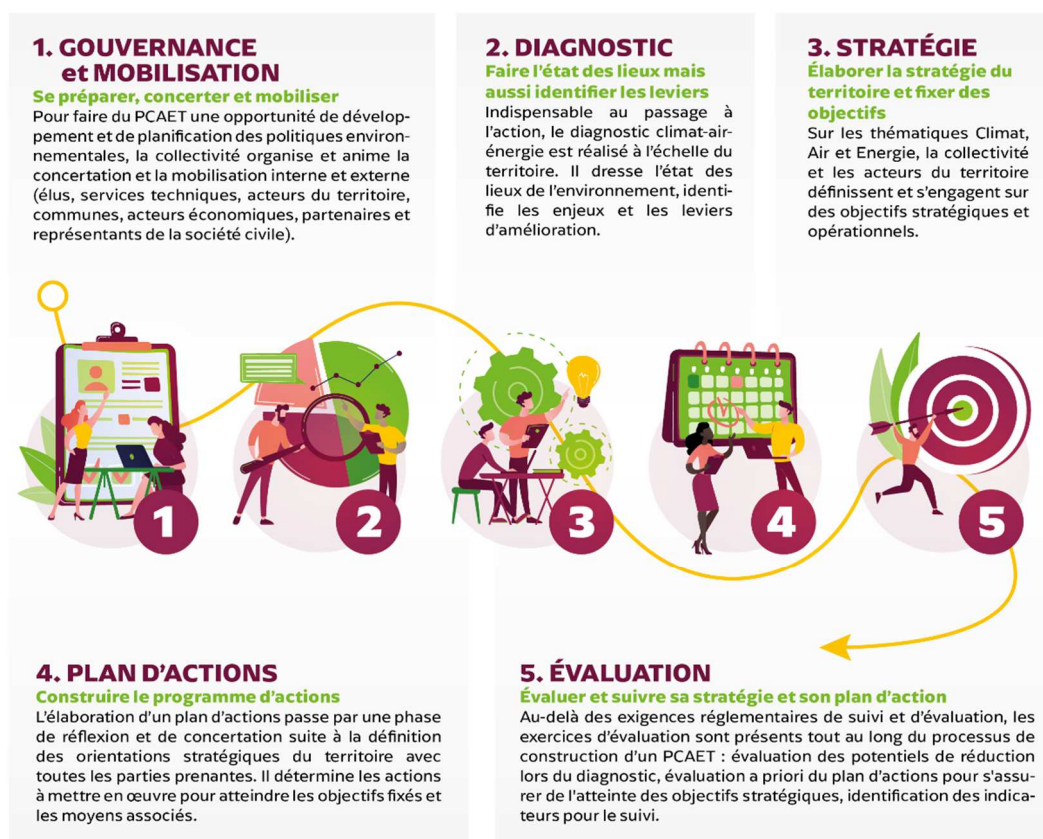 1. GOUVERNANCE
et MOBILISATION
Se préparer, concerter et mobiliser
Pour faire du PCAET une opportunité de dévelop-
pement et de planification des politiques environ-
nementales, la collectivité organise et anime la
concertation et la mobilisation interne et externe
(élus, services techniques, acteurs du territoire,
communes, acteurs économiques, partenaires et
représentants de la société civile).
2. DIAGNOSTIC
Faire l'état des lieux mais
aussi identifier les leviers
Indispensable au passage à
l'action, le diagnostic climat-air-
énergie est réalisé à l'échelle du
territoire. Il dresse l'état des
lieux de l'environnement, identi-
fie les enjeux et les leviers
d'amélioration.
3. STRATÉGIE
Élaborer la stratégie du
territoire et fixer des
objectifs
Sur les thématiques Climat,
Air et Energie, la collectivité
et les acteurs du territoire
définissent et s'engagent sur
des objectifs stratégiques et
opérationnels.
1
2
3
4
5
4. PLAN D'ACTIONS
Construire le programme d'actions
L'élaboration d'un plan d'actions passe par une phase
de réflexion et de concertation suite à la définition
des orientations stratégiques du territoire avec
toutes les parties prenantes. Il détermine les actions
à mettre en œuvre pour atteindre les objectifs fixés et
les moyens associés.
5. ÉVALUATION
Évaluer et suivre sa stratégie et son plan d'action
Au-delà des exigences réglementaires de suivi et d'évaluation, les
exercices d'évaluation sont présents tout au long du processus de
construction d'un PCAET : évaluation des potentiels de réduction
lors du diagnostic, évaluation a priori du plan d'actions pour s'assu-
rer de l'atteinte des objectifs stratégiques, identification des indica-
teurs pour le suivi.